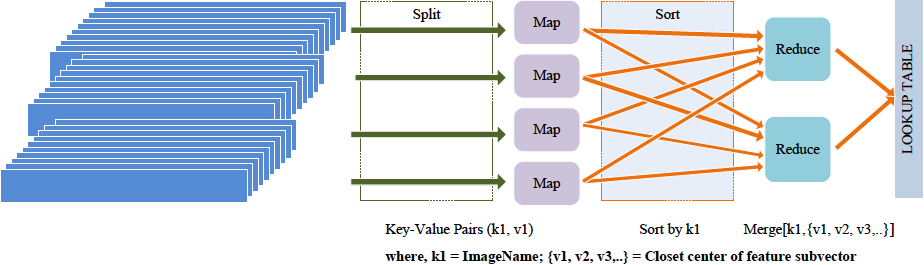 Split
Sort
Map
Map
Map
Map
Reduce
Reduce
LOOKUP TABLE
Key-Value Pairs (k1, v1)
Sort by k1
Merge[k1,{v1, v2, v3,..}]
where, k1 = ImageName; {v1, v2, v3,..} = Closet center of feature subvector